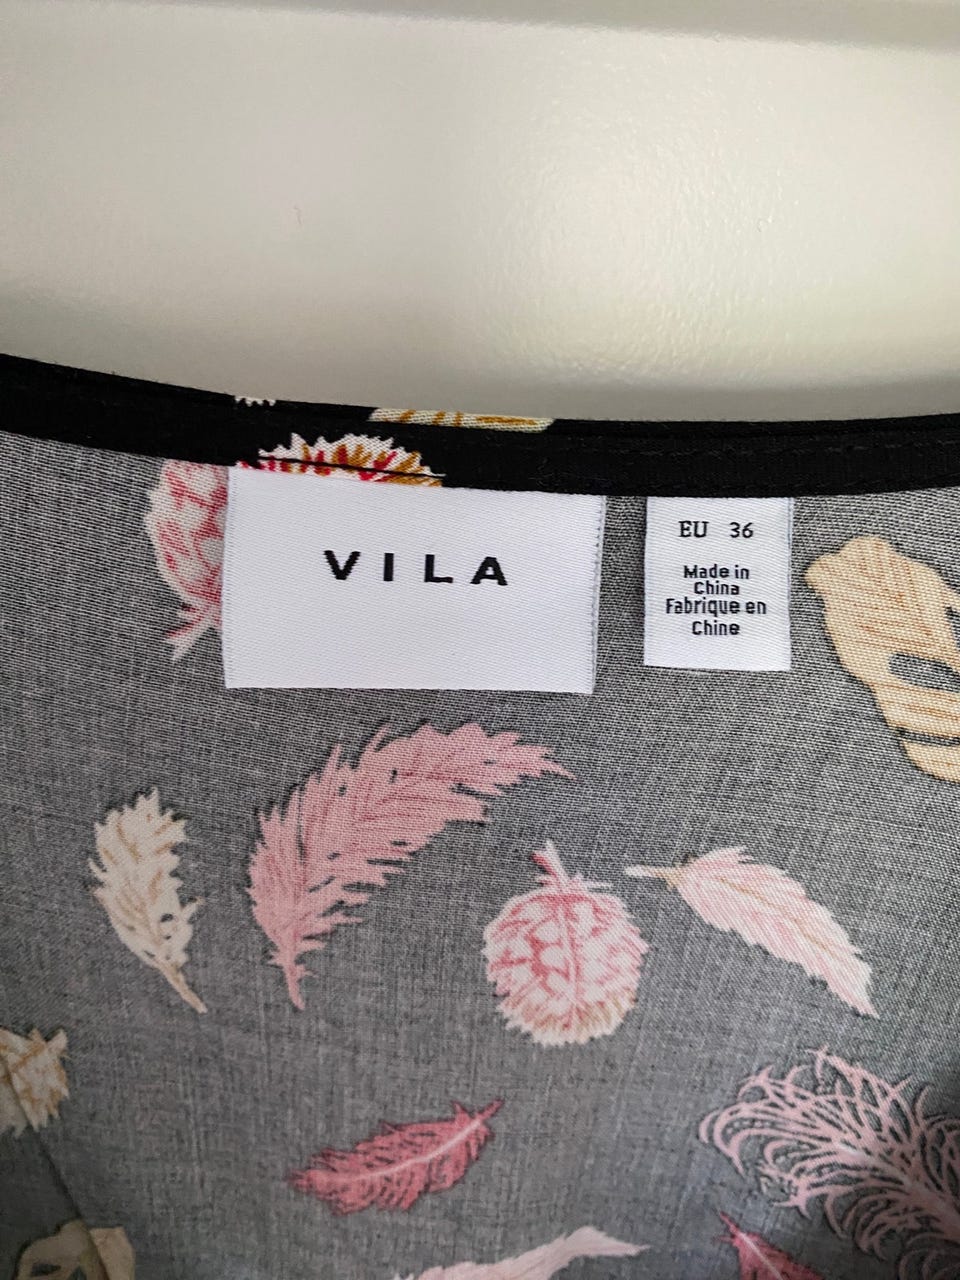 VILA
EU 36
Made in
China
Fabrique en
Chine